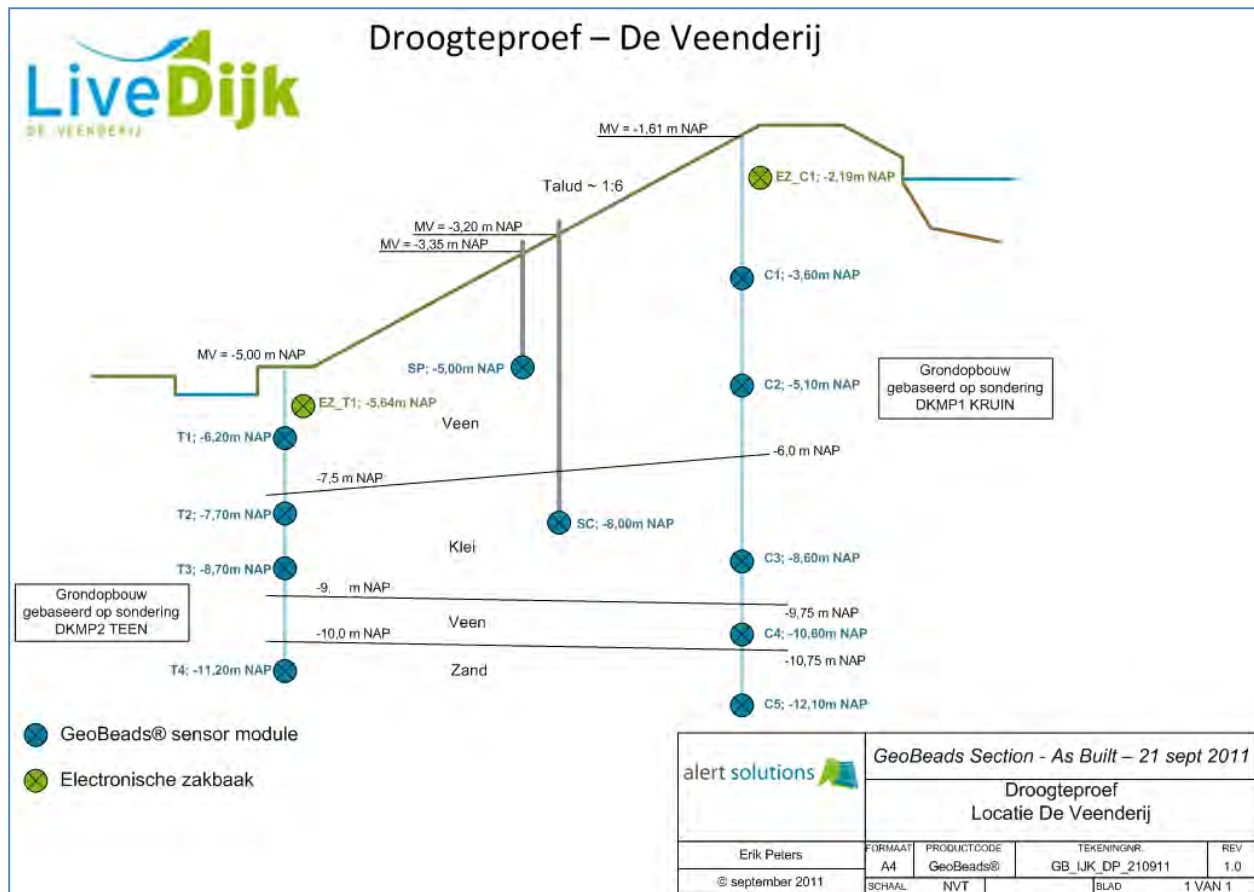 Droogteproef – De Veenderij
LiveDijk
DE VEENDERIJ
MV = -1,61 m NAP
EZ_C1; -2,19m NAP
Talud ~ 1:6
MV = -3,20 m NAP
MV = -3,35 m NAP
C1; -3,60m NAP
MV = -5,00 m NAP
SP; -5,00m NAP
C2; -5,10m NAP
Grondopbouw
gebaseerd op sondering
DKMP1 KRUIN
EZ_T1; -5,64m NAP
Veen
T1; -6,20m NAP
-6,0 m NAP
-7,5 m NAP
T2; -7,70m NAP
SC; -8,00m NAP
Klei
T3; -8,70m NAP
C3; -8,60m NAP
Grondopbouw
gebaseerd op sondering
DKMP2 TEEN
-9, m NAP
-9,75 m NAP
Veen
-10,0 m NAP
C4; -10,60m NAP
-10,75 m NAP
T4; -11,20m NAP
Zand
C5; -12,10m NAP
GeoBeads® sensor module
Electronische zakbaak
alert solutions
GeoBeads Section - As Built – 21 sept 2011
Droogteproef
Locatie De Veenderij
Erik Peters
FORMAAT PRODUCTCODE TEKENINGNR. REV
A4 GeoBeads® GB_IJK_DP_210911 1.0
© september 2011
SCHAAL NVT BLAD 1 VAN 1